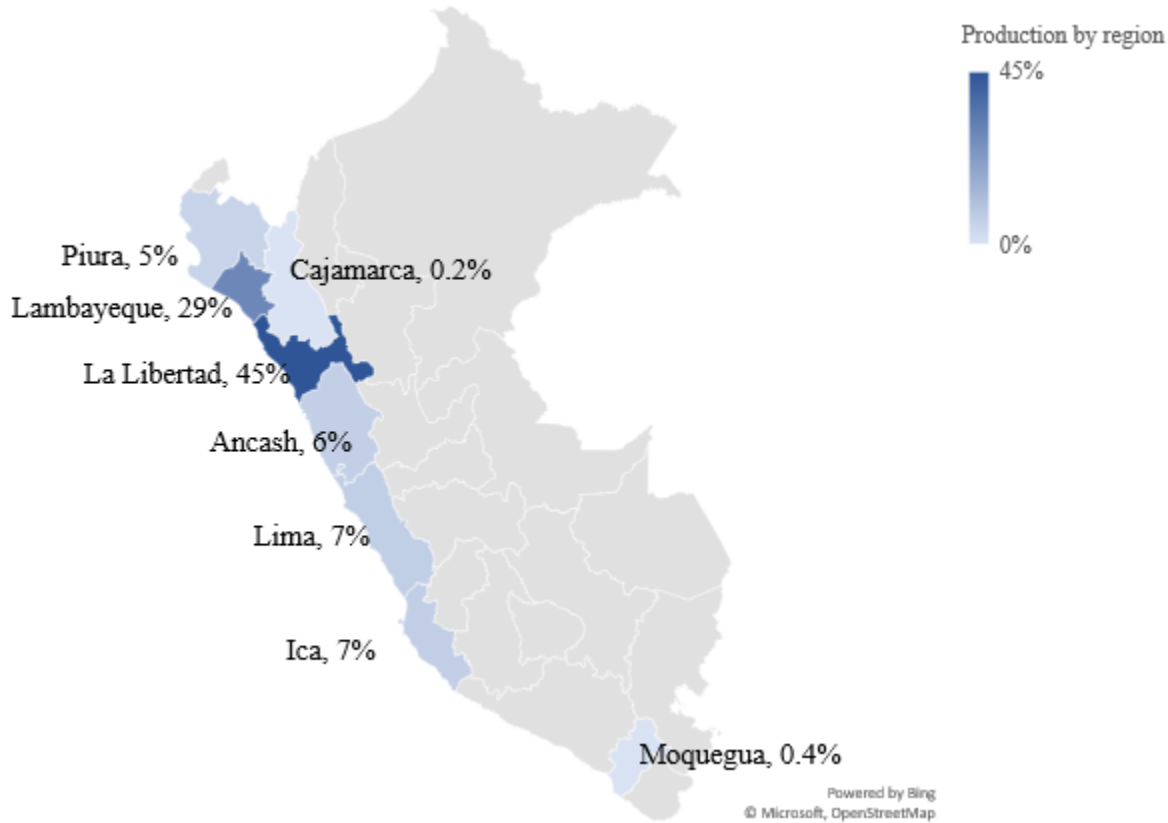 Production by region
45%
0%
Piura, 5%
Cajamarca, 0.2%
Lambayeque, 29%
La Libertad, 45%
Ancash, 6%
Lima, 7%
Ica, 7%
Moquegua, 0.4%
Powered by Bing
© Microsoft, OpenStreetMap